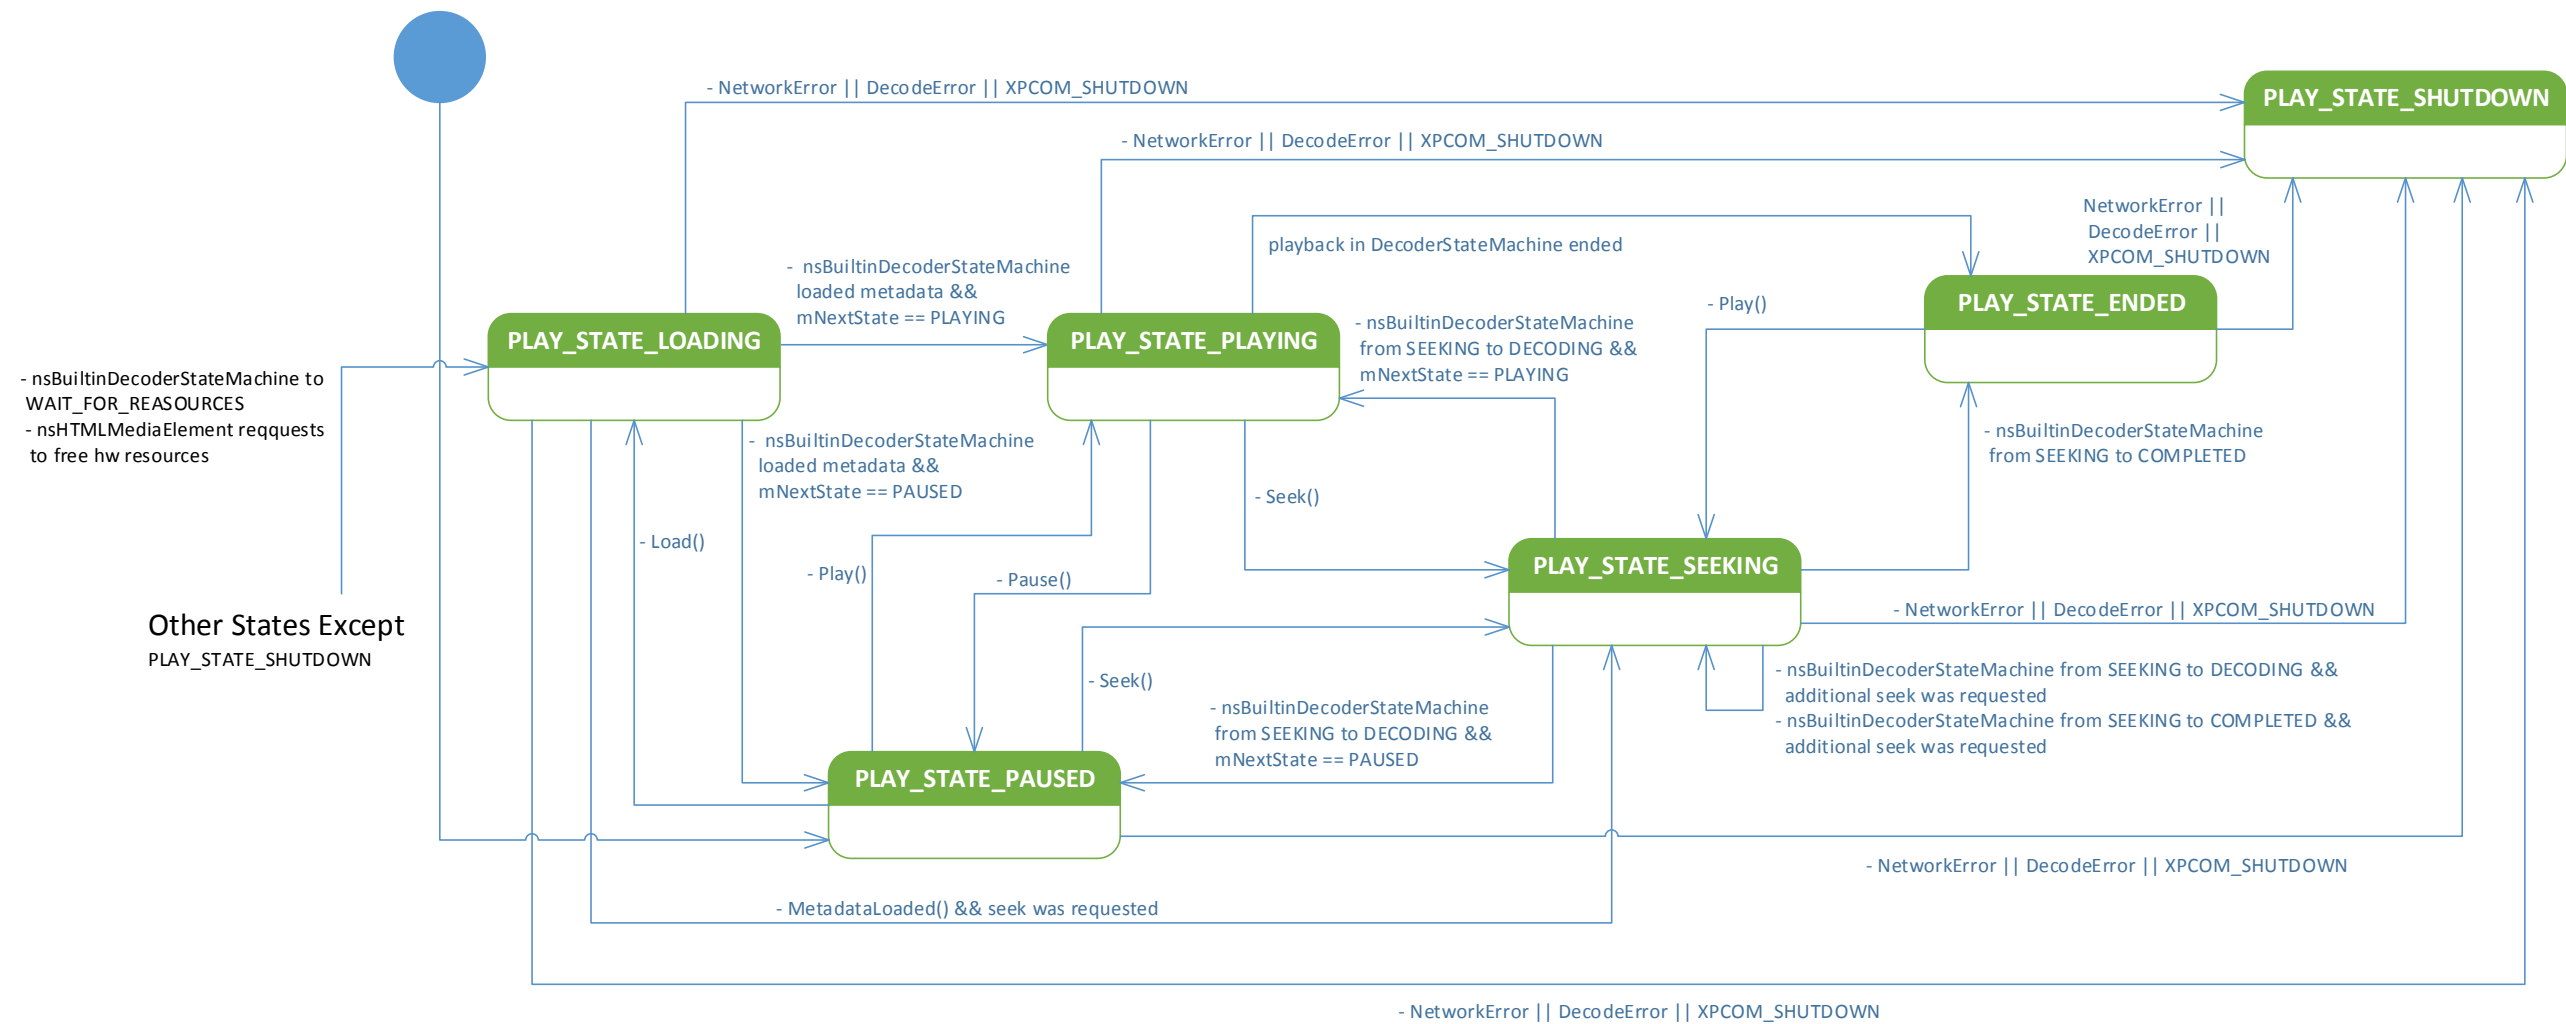 - NetworkError || DecodeError || XPCOM_SHUTDOWN
PLAY_STATE_SHUTDOWN
- NetworkError || DecodeError || XPCOM_SHUTDOWN
NetworkError ||
DecodeError ||
XPCOM_SHUTDOWN
playback in DecoderStateMachine ended
- nsBuiltinDecoderStateMachine
loaded metadata &&
mNextState == PLAYING
PLAY_STATE_ENDED
- Play()
PLAY_STATE_LOADING
PLAY_STATE_PLAYING
- nsBuiltinDecoderStateMachine
from SEEKING to DECODING &&
mNextState == PLAYING
- nsBuiltinDecoderStateMachine to
WAIT_FOR_REASOURCES
- nsHTMLMediaElement reqquests
to free hw resources
- nsBuiltinDecoderStateMachine
loaded metadata &&
mNextState == PAUSED
- nsBuiltinDecoderStateMachine
from SEEKING to COMPLETED
- Seek()
- Load()
- Play()
- Pause()
PLAY_STATE_SEEKING
Other States Except
PLAY_STATE_SHUTDOWN
- NetworkError || DecodeError || XPCOM_SHUTDOWN
- Seek()
- nsBuiltinDecoderStateMachine from SEEKING to DECODING &&
additional seek was requested
- nsBuiltinDecoderStateMachine from SEEKING to COMPLETED &&
additional seek was requested
- nsBuiltinDecoderStateMachine
from SEEKING to DECODING &&
mNextState == PAUSED
PLAY_STATE_PAUSED
- NetworkError || DecodeError || XPCOM_SHUTDOWN
- MetadataLoaded() && seek was requested
- NetworkError || DecodeError || XPCOM_SHUTDOWN